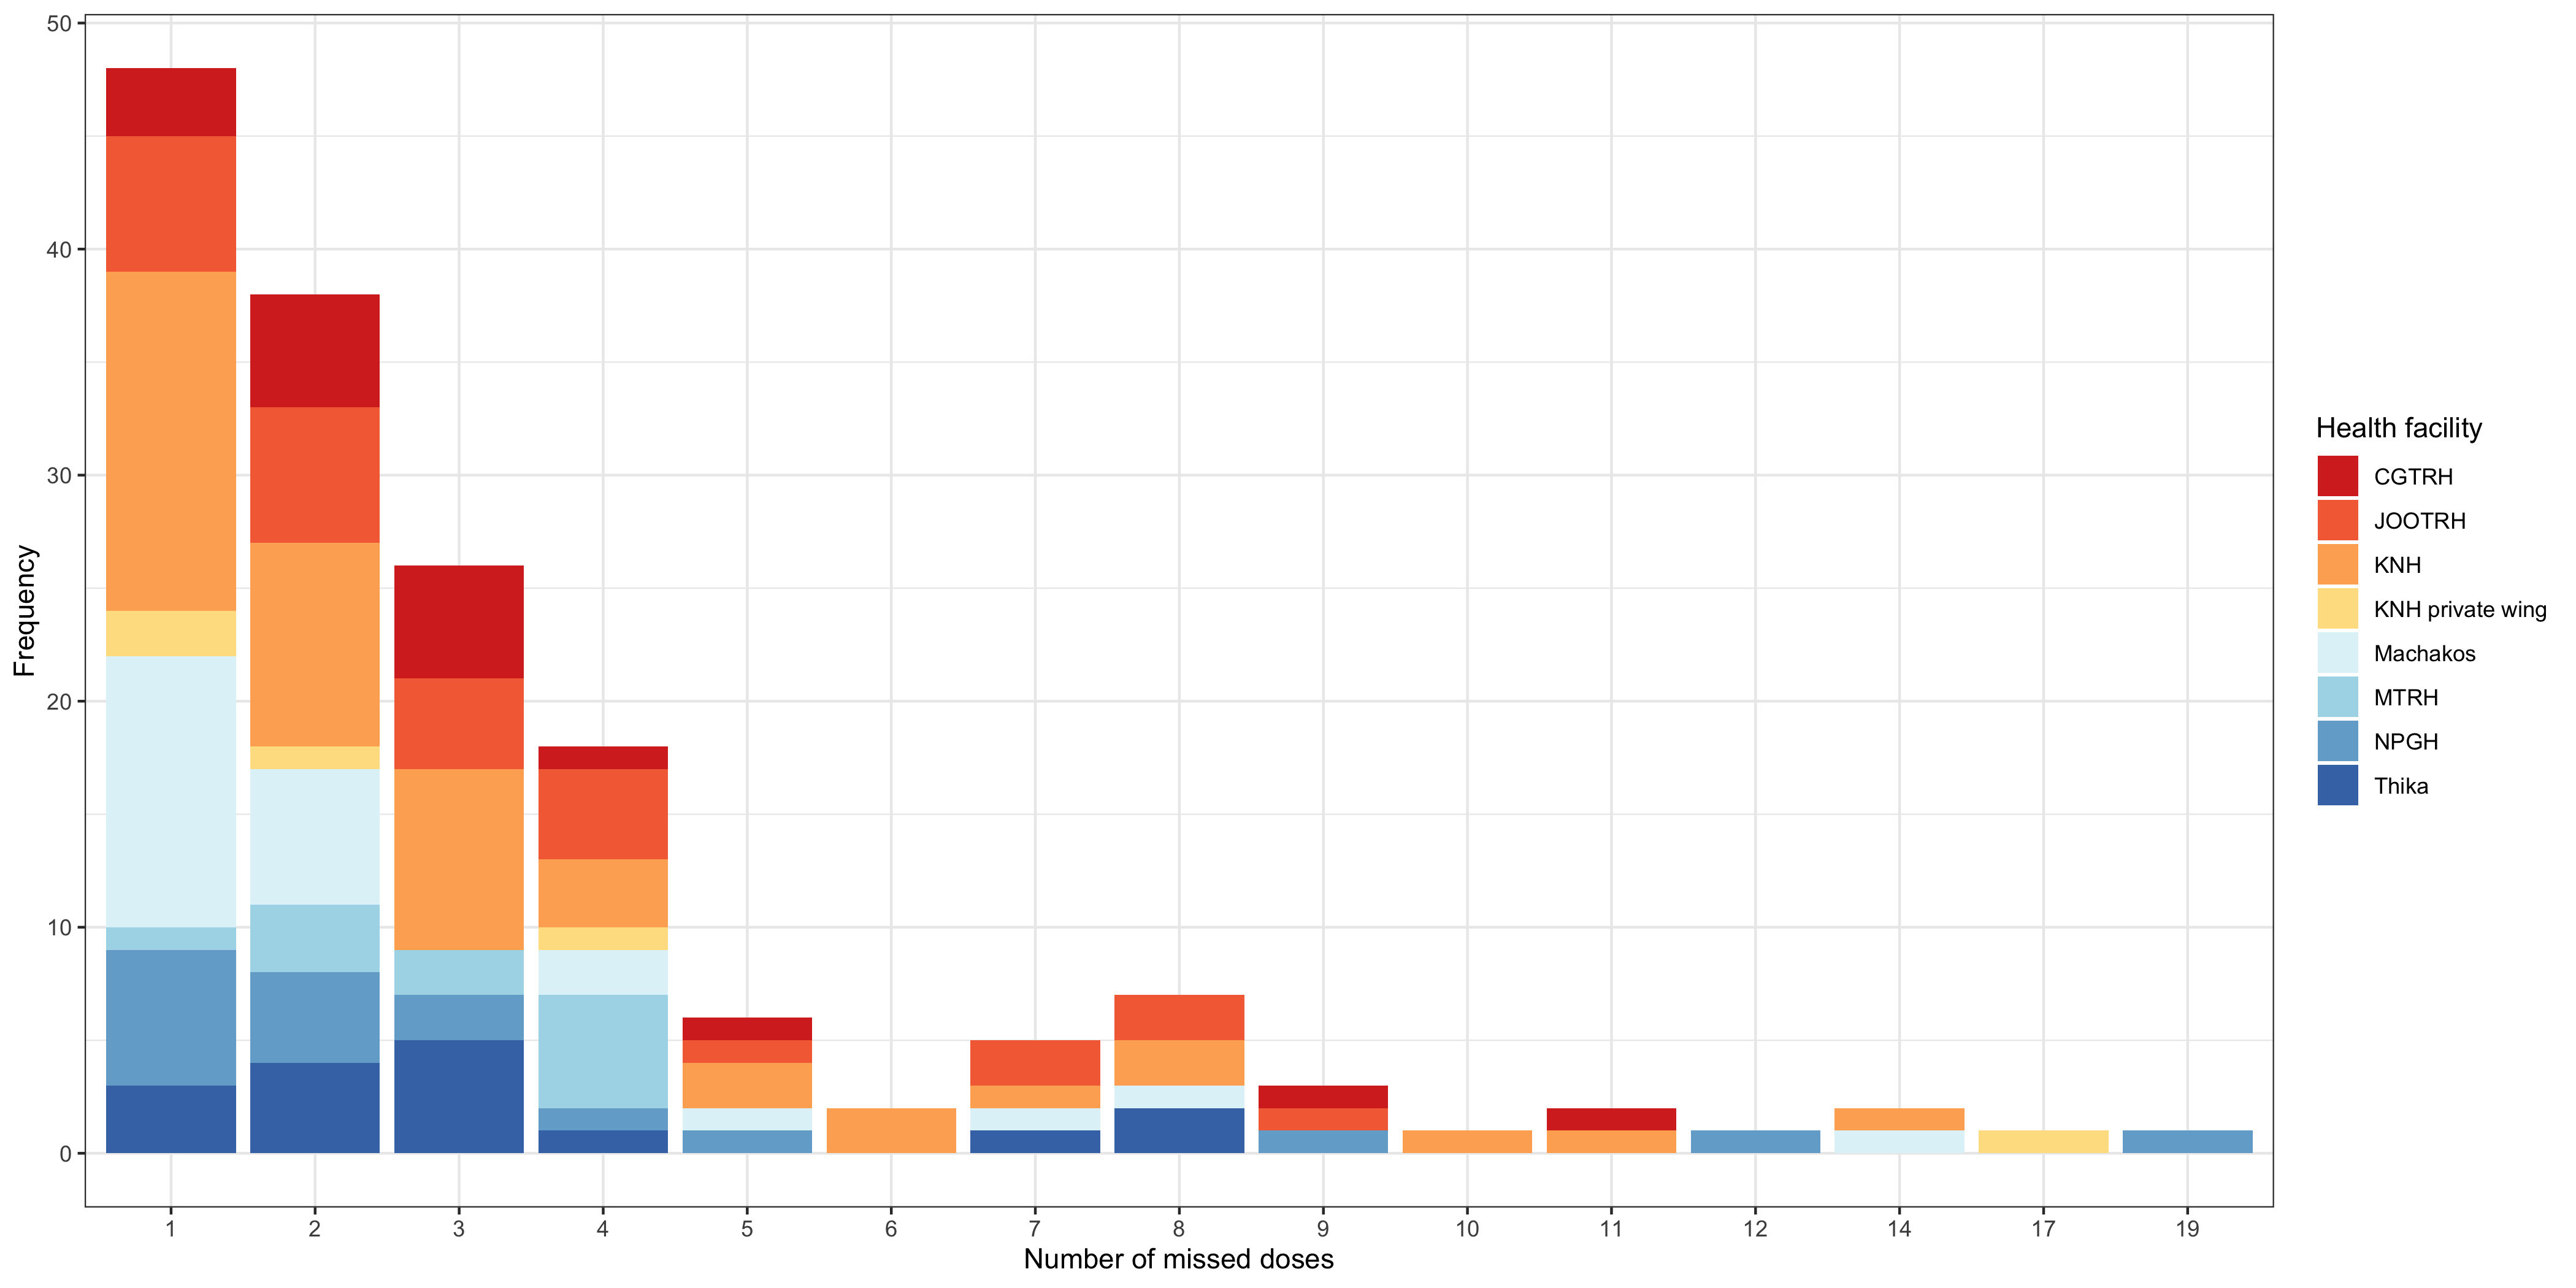 50
40
30
20
10
0
Frequency
1 2 3 4 5 6 7 8 9 10 11 12 14 17 19
Number of missed doses
Health facility
CGTRH
JOOTRH
KNH
KNH private wing
Machakos
MTRH
NPGH
Thika